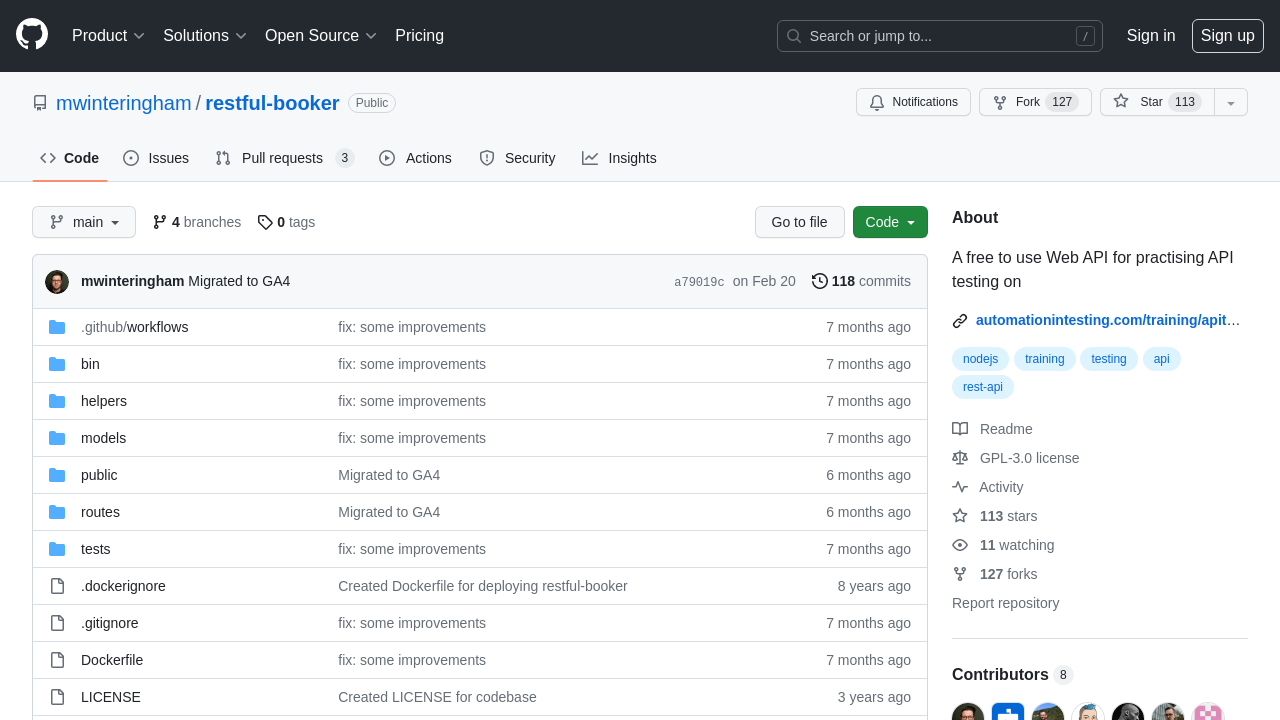 Product Solutions Open Source Pricing Search or jump to... / Sign in Sign up
mwinteringham / restful-booker Public Notifications Fork 127 Star 113
Code Issues Pull requests 3 Actions Security Insights
main 4 branches 0 tags Go to file Code
mwinteringham Migrated to GA4 a79019c on Feb 20 118 commits
.github/workflows fix: some improvements 7 months ago
bin fix: some improvements 7 months ago
helpers fix: some improvements 7 months ago
models fix: some improvements 7 months ago
public Migrated to GA4 6 months ago
routes Migrated to GA4 6 months ago
tests fix: some improvements 7 months ago
.dockerignore Created Dockerfile for deploying restful-booker 8 years ago
.gitignore fix: some improvements 7 months ago
Dockerfile fix: some improvements 7 months ago
LICENSE Created LICENSE for codebase 3 years ago
About
A free to use Web API for practising API
testing on
automationintesting.com/training/apit…
nodejs training testing api
rest-api
Readme
GPL-3.0 license
Activity
113 stars
11 watching
127 forks
Report repository
Contributors 8